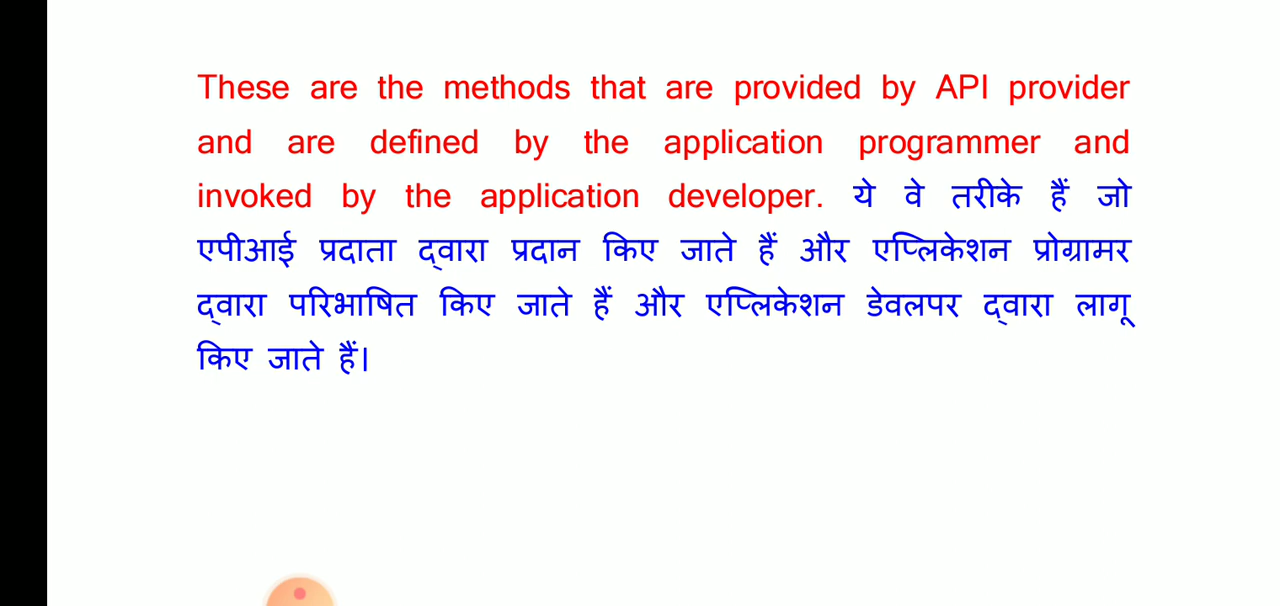 These are the methods that are provided by API provider
and are defined by the application programmer and
invoked by the application developer. ये वे तरीके हैं जो
एपीआई प्रदाता द्वारा प्रदान किए जाते हैं और एप्लिकेशन प्रोग्रामर
द्वारा परिभाषित किए जाते हैं और एप्लिकेशन डेवलपर द्वारा लागू
किए जाते हैं।